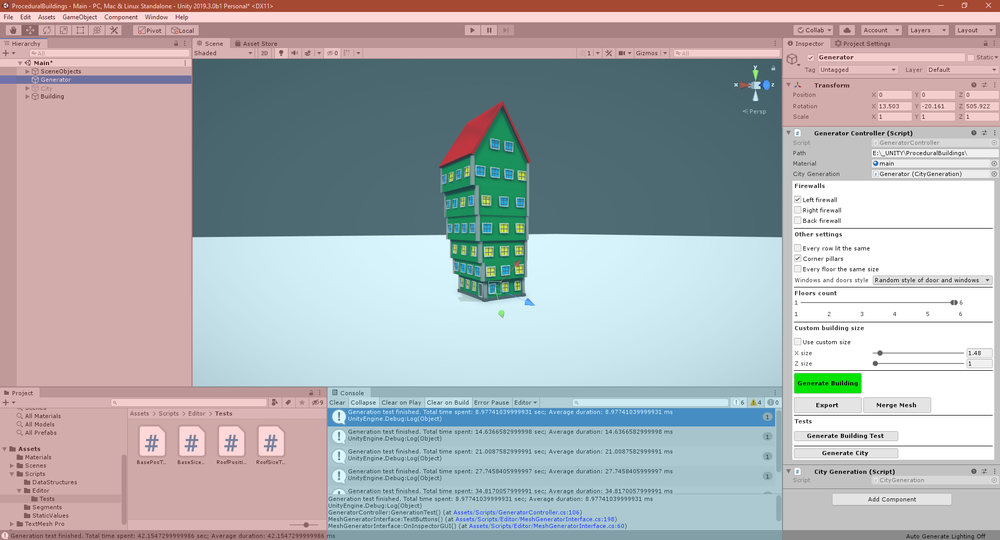 ProceduralBuildings - Main - PC, Mac & Linux Standalone - Unity 2019.3.0b1 Personal* <DX11>
File Edit Assets GameObject Component Window Help
Pivot Local Collab Account Layers Layout
Hierarchy
All
Main*
SceneObjects
Generator
City
Building
Scene Asset Store
Shaded 2D 0 1 Gizmos All
y
x z
Persp
Inspector Project Settings
Generator Static
Tag Untagged Layer Default
Transform
Position X 0 Y 0 Z 0
Rotation X 13.503 Y -20.161 Z 505.922
Scale X 1 Y 1 Z 1
# Generator Controller (Script)
Script GeneratorController
Path E:\_UNITY\ProceduralBuildings\
Material main
City Generation Generator (CityGeneration)
Firewalls
Left firewall
Right firewall
Back firewall
Other settings
Every row lit the same
Corner pillars
Every floor the same size
Windows and doors style Random style of door and windows
Floors count
1 6
1 2 3 4 5 6
Custom building size
Use custom size
X size 1.48
Z size 1
Generate Building
Export Merge Mesh
Tests
Generate Building Test
Generate City
# City Generation (Script)
Script CityGeneration
Add Component
Auto Generate Lighting Off
Project
9
All Materials
All Models
All Prefabs
Assets
Materials
Scenes
Scripts
DataStructures
Editor
Tests
Segments
StaticValues
TextMesh Pro
Assets > Scripts > Editor > Tests
# # # #
BasePosT... BaseSize... RoofPositi... RoofSizeT...
Console
Clear Collapse Clear on Play Clear on Build Error Pause Editor 6 4 0
Generation test finished. Total time spent: 8.97741039999931 sec; Average duration: 8.97741039999931 ms
UnityEngine.Debug:Log(Object)
1
Generation test finished. Total time spent: 14.6366582999998 sec; Average duration: 14.6366582999998 ms
UnityEngine.Debug:Log(Object)
1
Generation test finished. Total time spent: 21.0087582999991 sec; Average duration: 21.0087582999991 ms
UnityEngine.Debug:Log(Object)
1
Generation test finished. Total time spent: 27.7458405999997 sec; Average duration: 27.7458405999997 ms
UnityEngine.Debug:Log(Object)
1
Generation test finished. Total time spent: 34.8170057999991 sec; Average duration: 34.8170057999991 ms
Generation test finished. Total time spent: 8.97741039999931 sec; Average duration: 8.97741039999931 ms
UnityEngine.Debug:Log(Object)
GeneratorController:GenerationTest() (at Assets/Scripts/GeneratorController.cs:106)
MeshGeneratorInterface:TestButtons() (at Assets/Scripts/Editor/MeshGeneratorInterface.cs:198)
MeshGeneratorInterface:OnInspectorGUI() (at Assets/Scripts/Editor/MeshGeneratorInterface.cs:60)
Generation test finished. Total time spent: 42.1547299999986 sec; Average duration: 42.1547299999986 ms